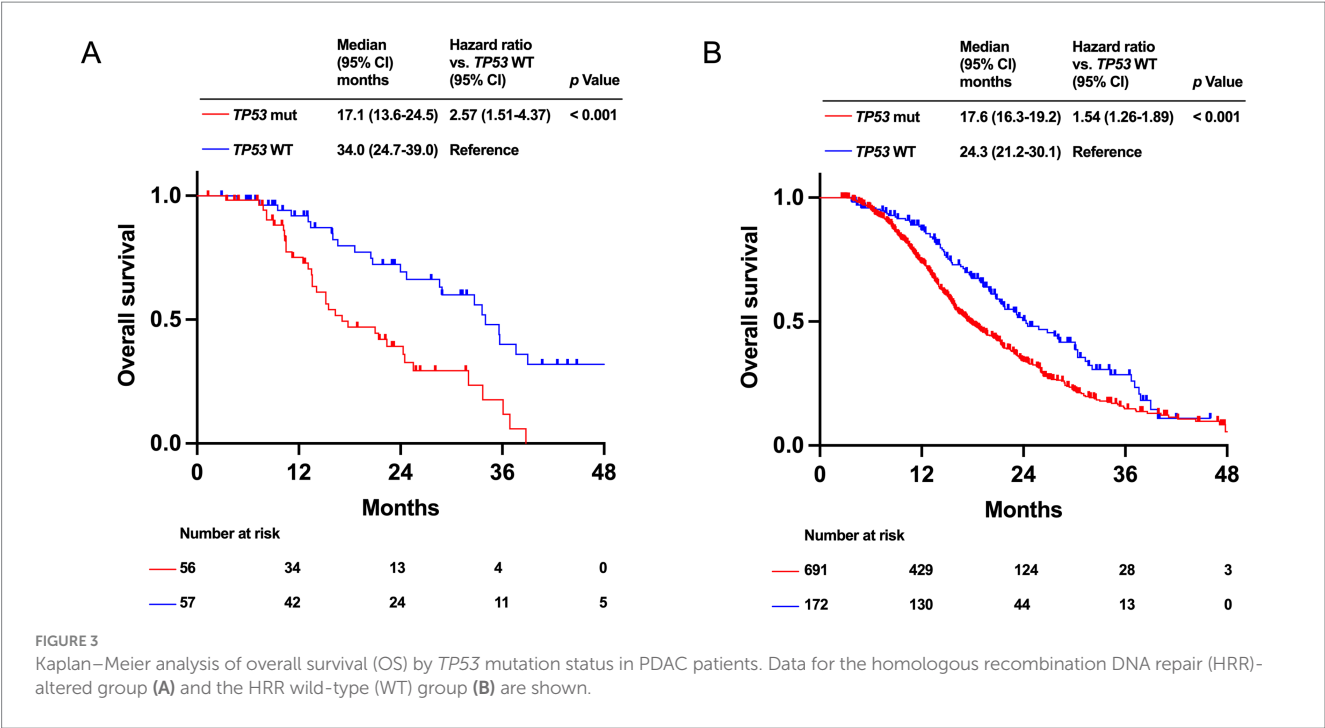 A
Median
(95% CI)
months
Hazard ratio
vs. TP53 WT
(95% CI)
p Value
TP53 mut 17.1 (13.6-24.5) 2.57 (1.51-4.37) < 0.001
TP53 WT 34.0 (24.7-39.0) Reference
Overall survival
1.0
0.5
0.0
0 12 24 36 48
Months
Number at risk
56 34 13 4 0
57 42 24 11 5
B
Median
(95% CI)
months
Hazard ratio
vs. TP53 WT
(95% CI)
p Value
TP53 mut 17.6 (16.3-19.2) 1.54 (1.26-1.89) < 0.001
TP53 WT 24.3 (21.2-30.1) Reference
Overall survival
1.0
0.5
0.0
0 12 24 36 48
Months
Number at risk
691 429 124 28 3
172 130 44 13 0
FIGURE 3
Kaplan–Meier analysis of overall survival (OS) by TP53 mutation status in PDAC patients. Data for the homologous recombination DNA repair (HRR)-
altered group (A) and the HRR wild-type (WT) group (B) are shown.